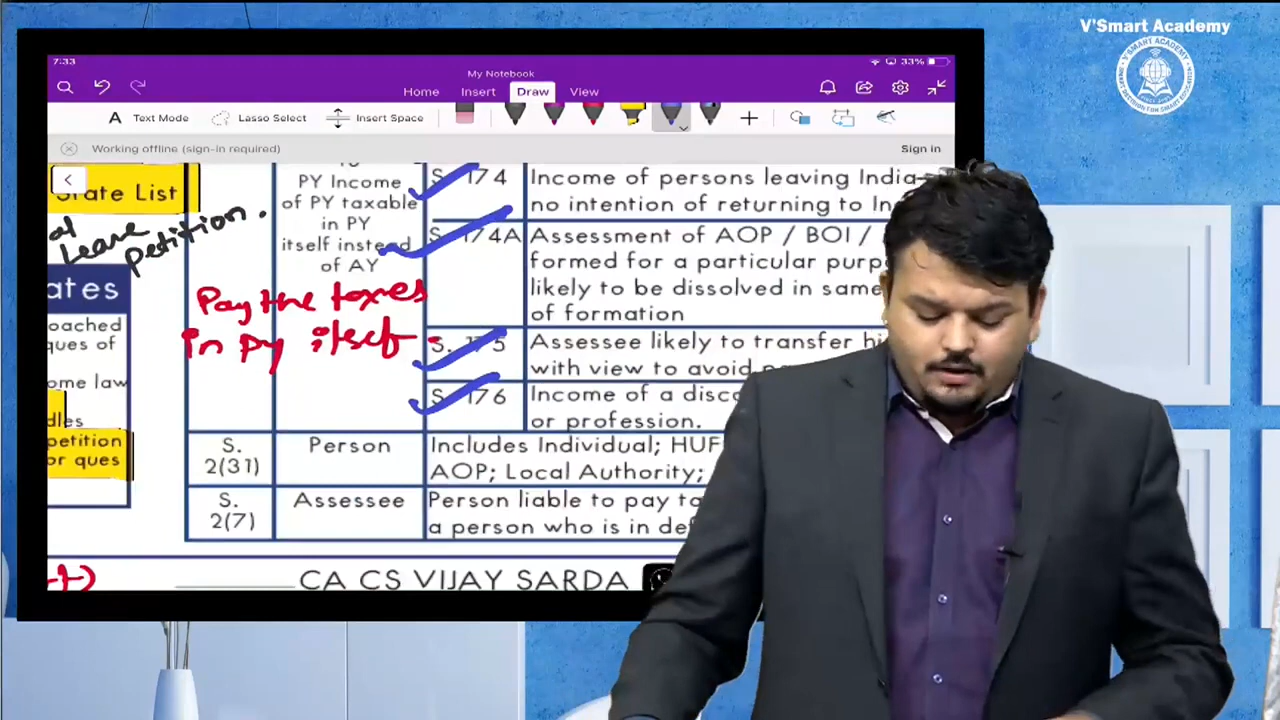 V'Smart Academy
7:33
33%
My Notebook
Home Insert Draw View
A Text Mode Lasso Select Insert Space
Working offline (sign-in required) Sign in
State List
Leave
petition.
ates
oached
ques of
ome law
dles
petition
or ques
PY Income
of PY taxable
in PY
itself instead
of AY
Pay the taxes
in py itself
S. 174 Income of persons leaving India
no intention of returning to In
S. 174A Assessment of AOP / BOI /
formed for a particular purp
likely to be dissolved in same
of formation
S. 175 Assessee likely to transfer hi
with view to avoid
S. 176 Income of a disco
or profession.
S.
2(31)
Person
Includes Individual; HUF
AOP; Local Authority;
S.
2(7)
Assessee
Person liable to pay ta
a person who is in def
CA CS VIJAY SARDA